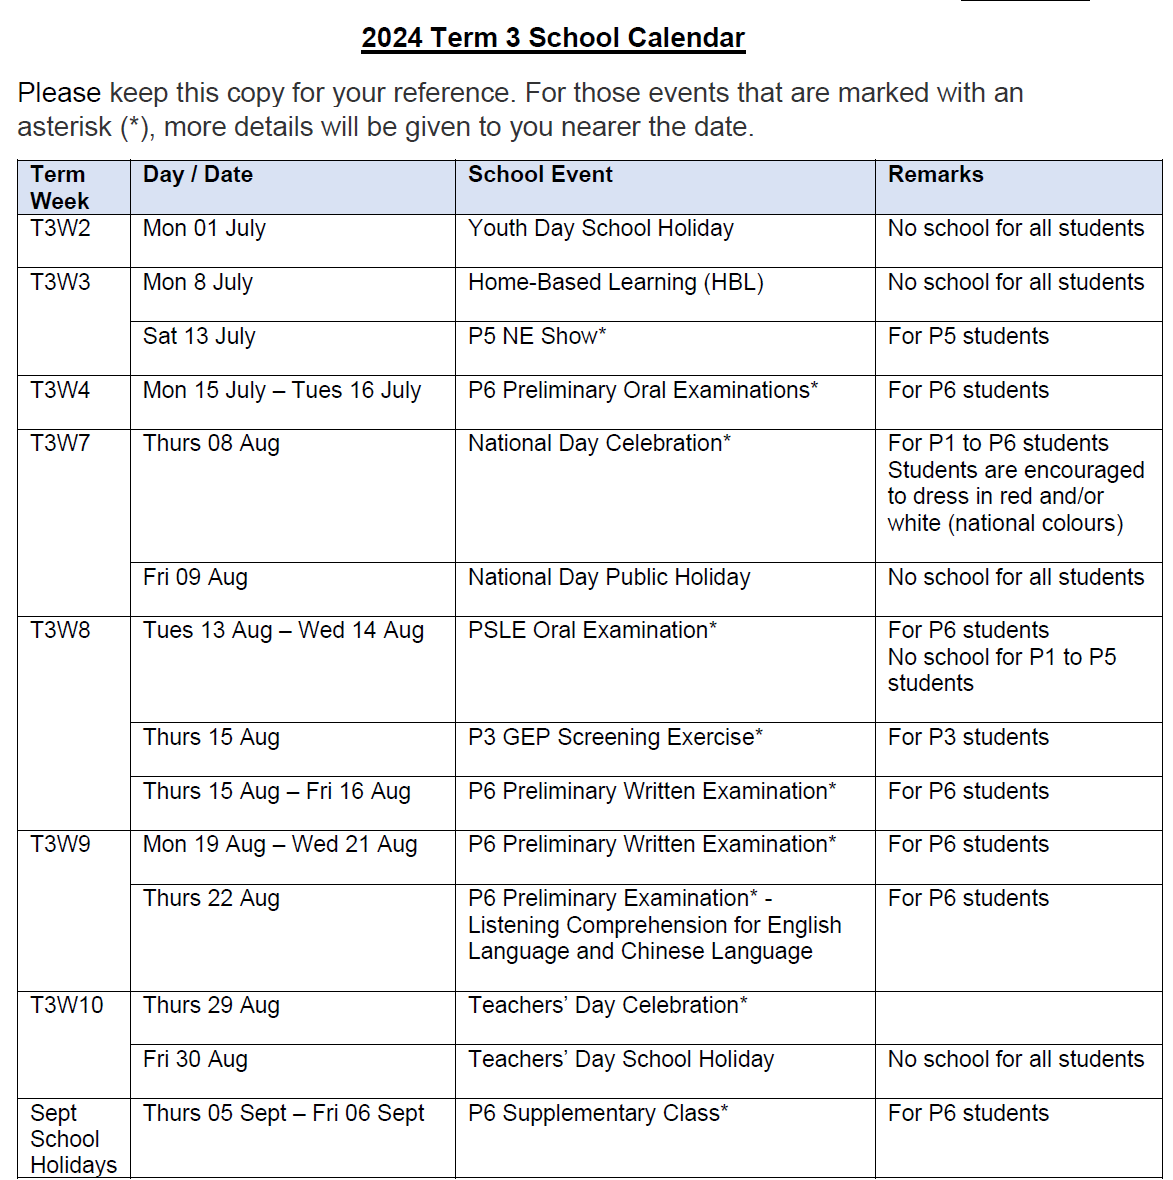 2024 Term 3 School Calendar
Please keep this copy for your reference. For those events that are marked with an
asterisk (*), more details will be given to you nearer the date.
Term
Week
Day / Date
School Event
Remarks
T3W2
Mon 01 July
Youth Day School Holiday
No school for all students
T3W3
Mon 8 July
Home-Based Learning (HBL)
No school for all students
Sat 13 July
P5 NE Show*
For P5 students
T3W4
Mon 15 July – Tues 16 July
P6 Preliminary Oral Examinations*
For P6 students
T3W7
Thurs 08 Aug
National Day Celebration*
For P1 to P6 students
Students are encouraged
to dress in red and/or
white (national colours)
Fri 09 Aug
National Day Public Holiday
No school for all students
T3W8
Tues 13 Aug – Wed 14 Aug
PSLE Oral Examination*
For P6 students
No school for P1 to P5
students
Thurs 15 Aug
P3 GEP Screening Exercise*
For P3 students
Thurs 15 Aug – Fri 16 Aug
P6 Preliminary Written Examination*
For P6 students
T3W9
Mon 19 Aug – Wed 21 Aug
P6 Preliminary Written Examination*
For P6 students
Thurs 22 Aug
P6 Preliminary Examination* -
Listening Comprehension for English
Language and Chinese Language
For P6 students
T3W10
Thurs 29 Aug
Teachers’ Day Celebration*
Fri 30 Aug
Teachers’ Day School Holiday
No school for all students
Sept
School
Holidays
Thurs 05 Sept – Fri 06 Sept
P6 Supplementary Class*
For P6 students